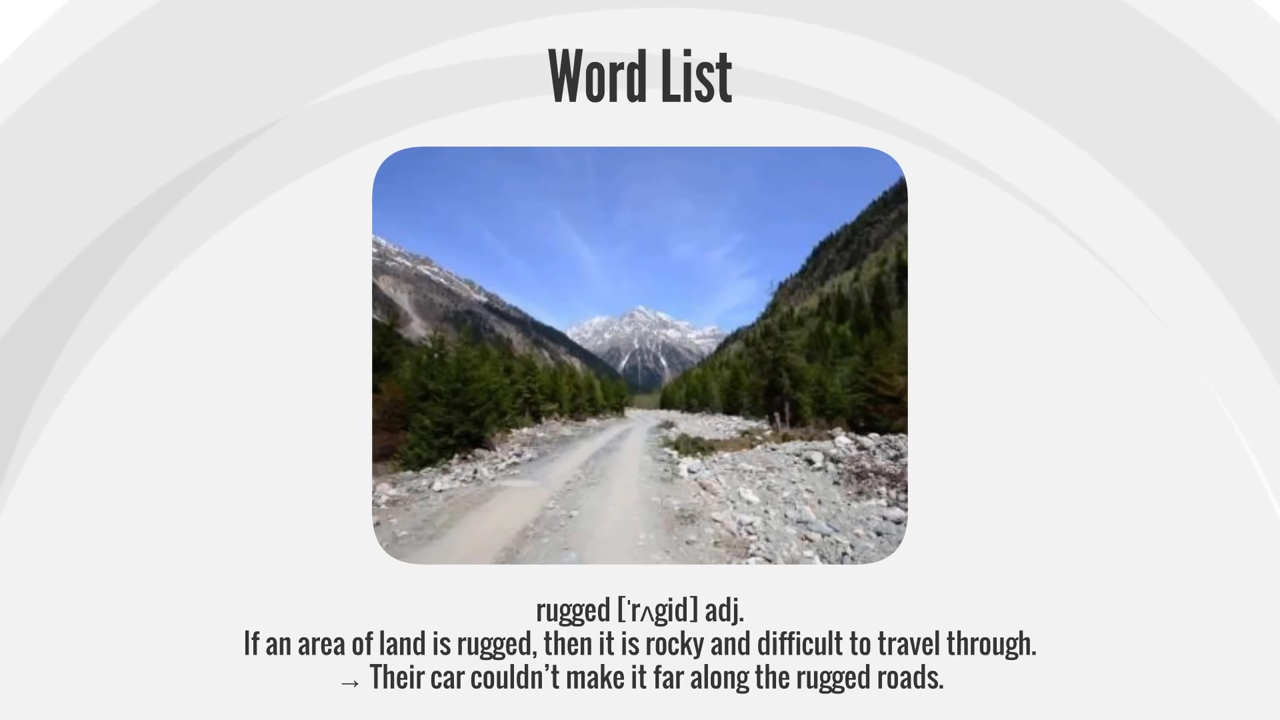 Word List
rugged [ˈrʌgid] adj.
If an area of land is rugged, then it is rocky and difficult to travel through.
→ Their car couldn’t make it far along the rugged roads.